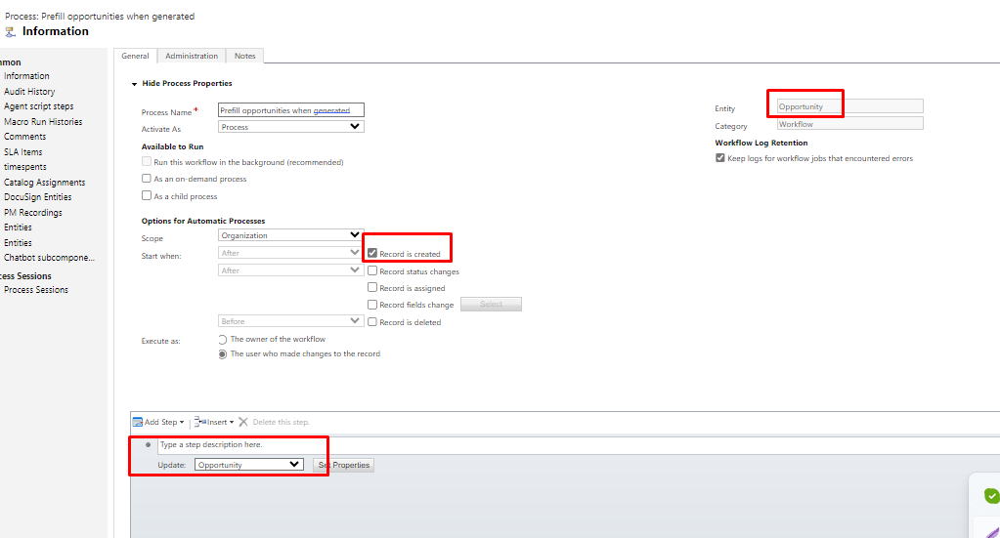 Process: Prefill opportunities when generated
Information
General Administration Notes
mmon
Information
Audit History
Agent script steps
Macro Run Histories
Comments
SLA Items
timespents
Catalog Assignments
DocuSign Entities
PM Recordings
Entities
Entities
Chatbot subcompone...
cess Sessions
Process Sessions
Hide Process Properties
Process Name * Prefill opportunities when generated
Activate As Process
Available to Run
Run this workflow in the background (recommended)
As an on-demand process
As a child process
Entity Opportunity
Category Workflow
Workflow Log Retention
Keep logs for workflow jobs that encountered errors
Options for Automatic Processes
Scope Organization
Start when: After Record is created
After Record status changes
Record is assigned
Record fields change Select
Before Record is deleted
Execute as: The owner of the workflow
The user who made changes to the record
Add Step Insert Delete this step.
Type a step description here.
Update: Opportunity Set Properties